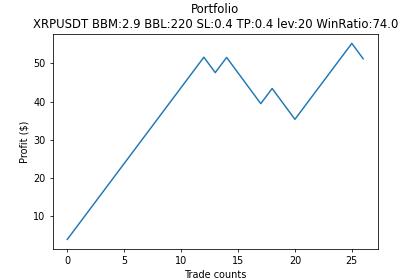 Portfolio
XRPUSDT BBM:2.9 BBL:220 SL:0.4 TP:0.4 lev:20 WinRatio:74.0
50
40
30
20
10
Profit ($)
0 5 10 15 20 25
Trade counts